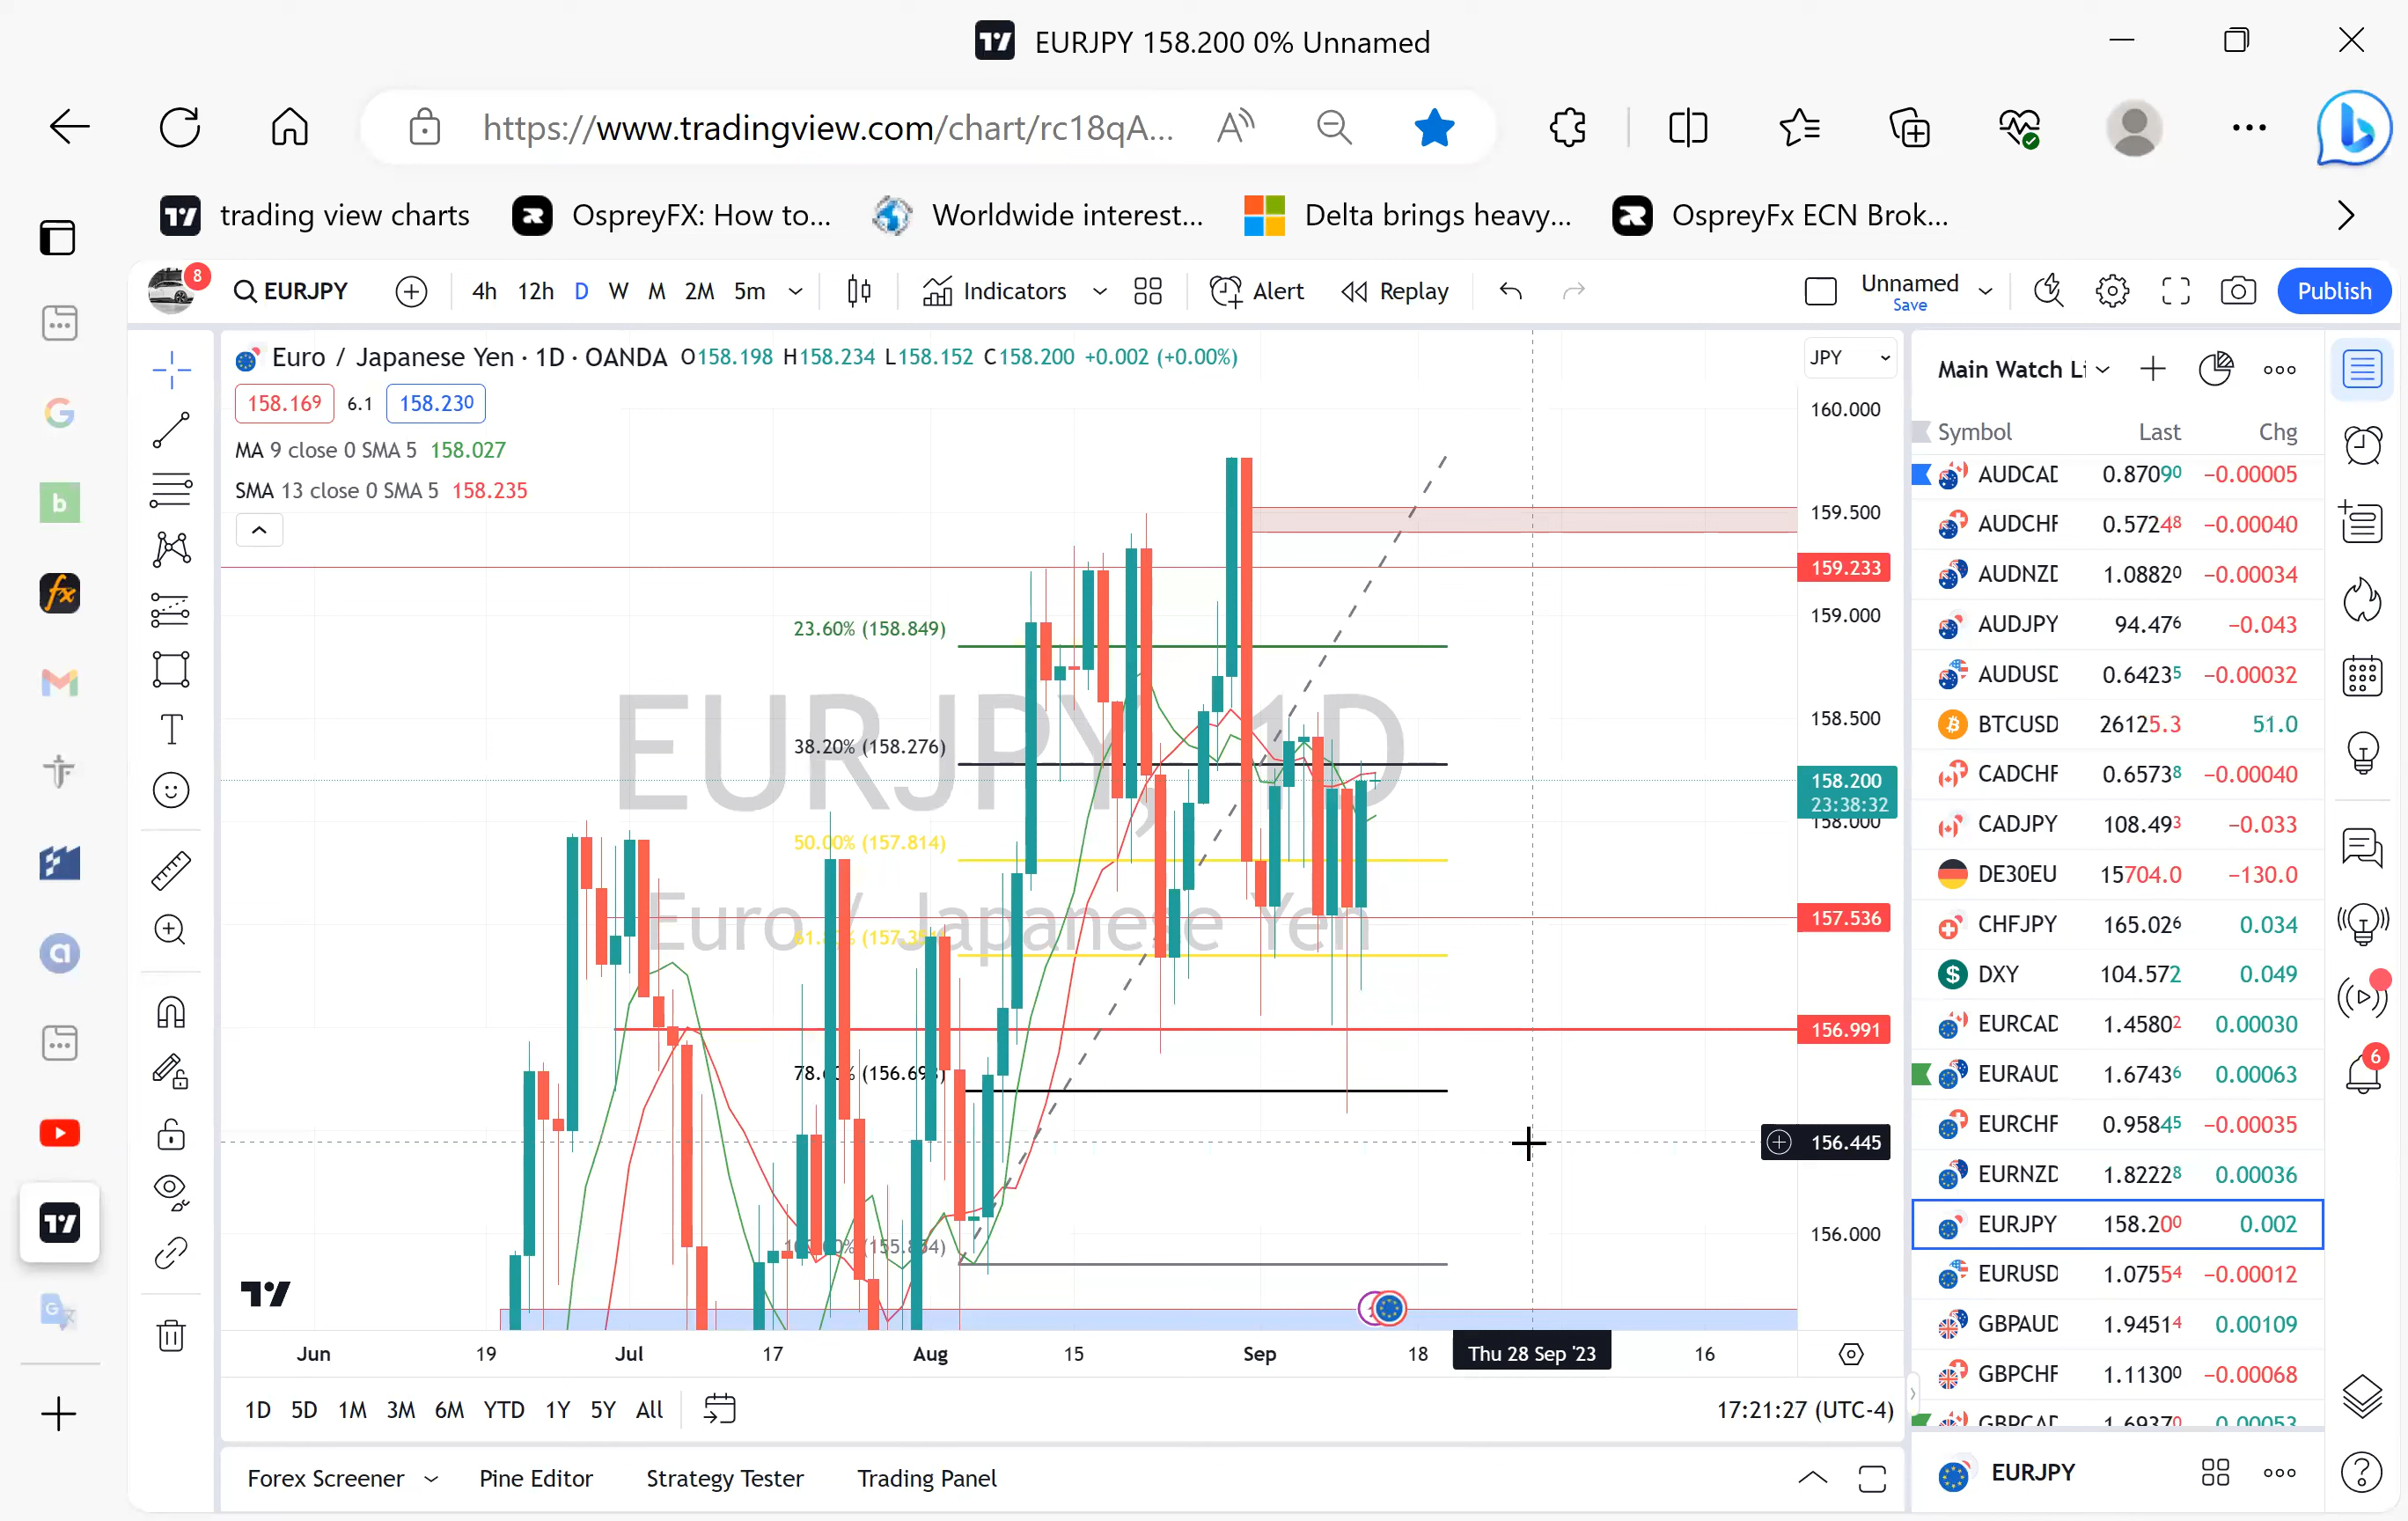 EURJPY 158.200 0% Unnamed
https://www.tradingview.com/chart/rc18qA...
trading view charts OspreyFX: How to... Worldwide interest... Delta brings heavy... OspreyFx ECN Brok...
8 EURJPY 4h 12h D W M 2M 5m Indicators Alert Replay Unnamed Save Publish
Euro / Japanese Yen · 1D · OANDA O158.198 H158.234 L158.152 C158.200 +0.002 (+0.00%)
158.169 6.1 158.230
MA 9 close 0 SMA 5 158.027
SMA 13 close 0 SMA 5 158.235
JPY
160.000
159.500
159.233
159.000
158.500
158.200
23:38:32
158.000
157.536
156.991
156.445
156.000
23.60% (158.849)
38.20% (158.276)
50.00% (157.814)
EURJPY, 1D
Euro / Japanese Yen
Jun 19 Jul 17 Aug 15 Sep 18 Thu 28 Sep '23 16
1D 5D 1M 3M 6M YTD 1Y 5Y All 17:21:27 (UTC-4)
Forex Screener Pine Editor Strategy Tester Trading Panel
Main Watch Li
Symbol Last Chg
AUDCAD 0.87090 −0.00005
AUDCHF 0.57248 −0.00040
AUDNZD 1.08820 −0.00034
AUDJPY 94.476 −0.043
AUDUSD 0.64235 −0.00032
BTCUSD 26125.3 51.0
CADCHF 0.65738 −0.00040
CADJPY 108.493 −0.033
DE30EU 15704.0 −130.0
CHFJPY 165.026 0.034
DXY 104.572 0.049
EURCAD 1.45802 0.00030
EURAUD 1.67436 0.00063
EURCHF 0.95845 −0.00035
EURNZD 1.82228 0.00036
EURJPY 158.200 0.002
EURUSD 1.07554 −0.00012
GBPAUD 1.94514 0.00109
GBPCHF 1.11300 −0.00068
GBPCAD 1.69370 0.00053
EURJPY
6